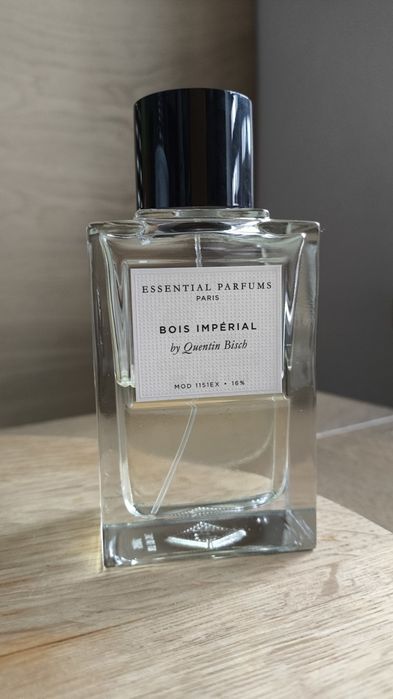 ESSENTIAL PARFUMS
PARIS
BOIS IMPÉRIAL
by Quentin Bisch
MOD 1151EX • 16%